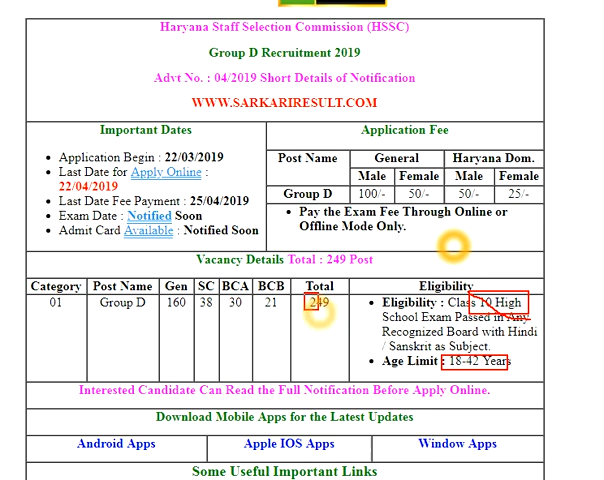 Haryana Staff Selection Commission (HSSC)
Group D Recruitment 2019
Advt No. : 04/2019 Short Details of Notification
WWW.SARKARIRESULT.COM
Important Dates
Application Begin : 22/03/2019
Last Date for Apply Online :
22/04/2019
Last Date Fee Payment : 25/04/2019
Exam Date : Notified Soon
Admit Card Available : Notified Soon
Application Fee
Post Name General Haryana Dom.
Male Female Male Female
Group D 100/- 50/- 50/- 25/-
Pay the Exam Fee Through Online or
Offline Mode Only.
Vacancy Details Total : 249 Post
Category Post Name Gen SC BCA BCB Total Eligibility
01 Group D 160 38 30 21 249
Eligibility : Class 10 High
School Exam Passed in Any
Recognized Board with Hindi
/ Sanskrit as Subject.
Age Limit : 18-42 Years
Interested Candidate Can Read the Full Notification Before Apply Online.
Download Mobile Apps for the Latest Updates
Android Apps Apple IOS Apps Window Apps
Some Useful Important Links